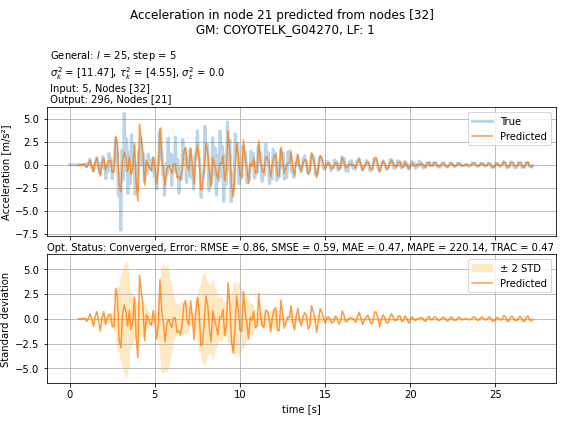 Acceleration in node 21 predicted from nodes [32]
GM: COYOTELK_G04270, LF: 1
General: l = 25, step = 5
σ²ₖ = [11.47], τ²ₖ = [4.55], σ²ε = 0.0
Input: 5, Nodes [32]
Output: 296, Nodes [21]
Acceleration [m/s²]
5.0
2.5
0.0
−2.5
−5.0
−7.5
True
Predicted
Opt. Status: Converged, Error: RMSE = 0.86, SMSE = 0.59, MAE = 0.47, MAPE = 220.14, TRAC = 0.47
Standard deviation
5.0
2.5
0.0
−2.5
−5.0
± 2 STD
Predicted
0 5 10 15 20 25
time [s]